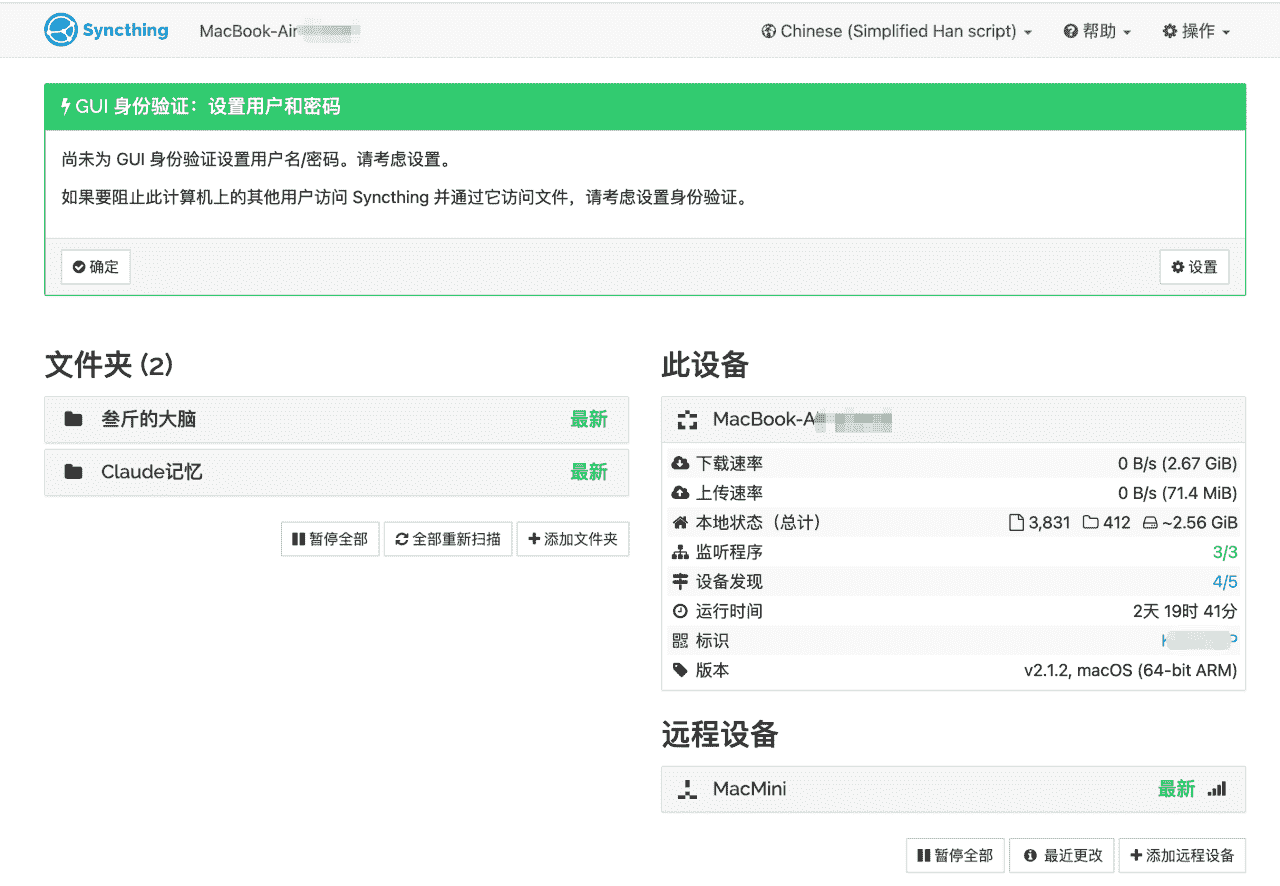 Syncthing MacBook-Air Chinese (Simplified Han script) 帮助 操作
GUI 身份验证：设置用户和密码
尚未为 GUI 身份验证设置用户名/密码。请考虑设置。
如果要阻止此计算机上的其他用户访问 Syncthing 并通过它访问文件，请考虑设置身份验证。
确定 设置
文件夹 (2)
叁斤的大脑 最新
Claude记忆 最新
暂停全部 全部重新扫描 添加文件夹
此设备
MacBook-A
下载速率 0 B/s (2.67 GiB)
上传速率 0 B/s (71.4 MiB)
本地状态（总计） 3,831 412 ~2.56 GiB
监听程序 3/3
设备发现 4/5
运行时间 2天 19时 41分
标识
版本 v2.1.2, macOS (64-bit ARM)
远程设备
MacMini 最新
暂停全部 最近更改 添加远程设备